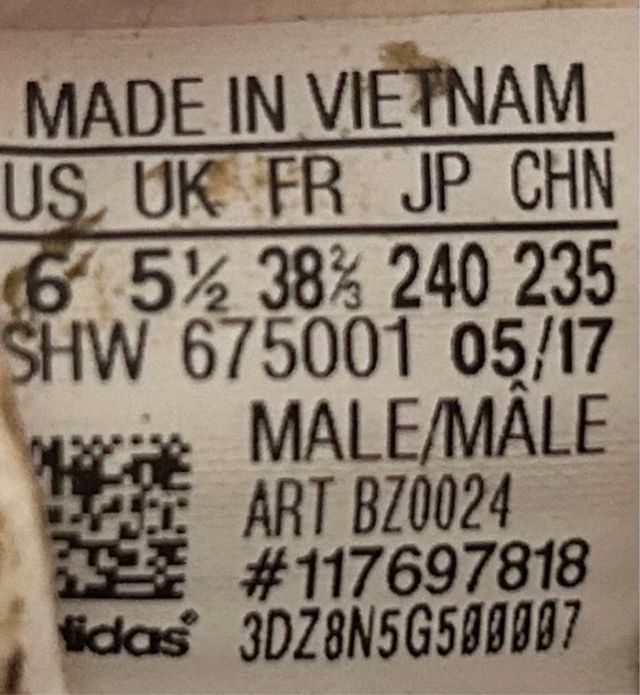 MADE IN VIETNAM
US UK FR JP CHN
6 5½ 38⅔ 240 235
SHW 675001 05/17
MALE/MÂLE
ART BZ0024
#117697818
adidas® 3DZ8N5G500007